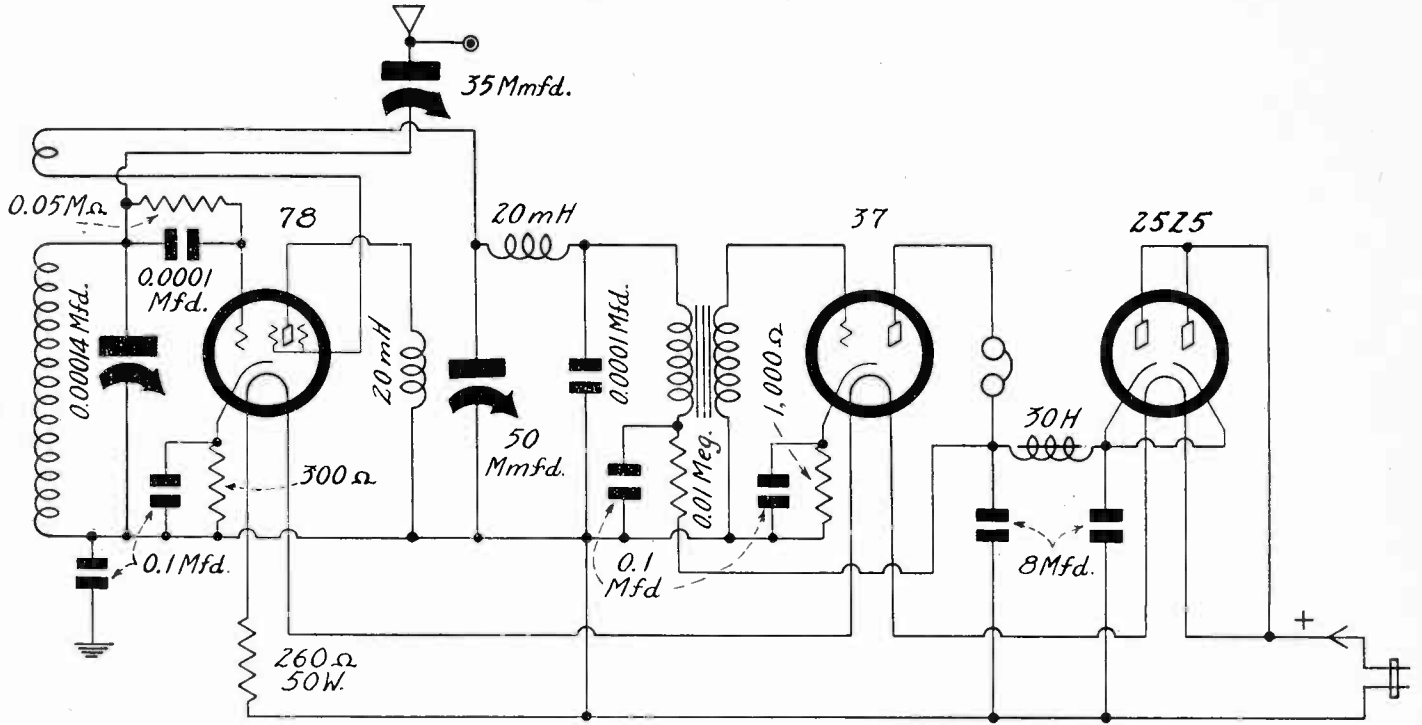 35 Mmfd.
0.05 MΩ
78
20 mH
37
25Z5
0.0001
Mfd.
0.00014 Mfd.
20 mH
0.0001 Mfd.
1,000 Ω
30 H
50
Mmfd.
300 Ω
0.01 Meg.
0.1 Mfd.
0.1
Mfd
8 Mfd.
+
260 Ω
50 W.